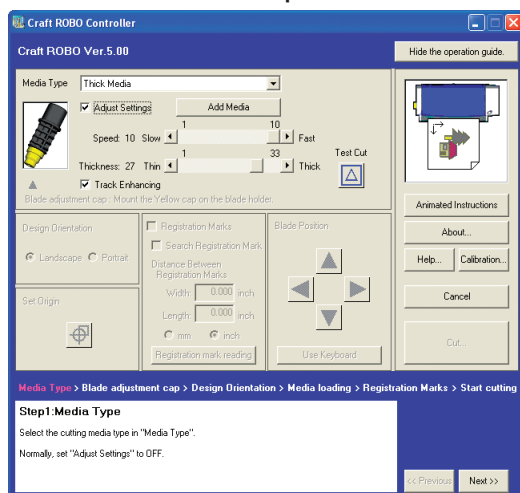 Craft ROBO Controller
Craft ROBO Ver.5.00
Hide the operation guide.
Media Type
Thick Media
Adjust Settings
Add Media
1 10
Speed: 10 Slow Fast
1 33
Thickness: 27 Thin Thick
Test Cut
Track Enhancing
Blade adjustment cap : Mount the Yellow cap on the blade holder.
Design Orientation
Landscape Portrait
Set Origin
Registration Marks
Search Registration Mark
Distance Between
Registration Marks
Width: 0.000 inch
Length: 0.000 inch
mm inch
Registration mark reading
Blade Position
Use Keyboard
Animated Instructions
About...
Help... Calibration...
Cancel
Cut...
Media Type > Blade adjustment cap > Design Orientation > Media loading > Registration Marks > Start cutting
Step1:Media Type
Select the cutting media type in "Media Type".
Normally, set "Adjust Settings" to OFF.
<< Previous Next >>